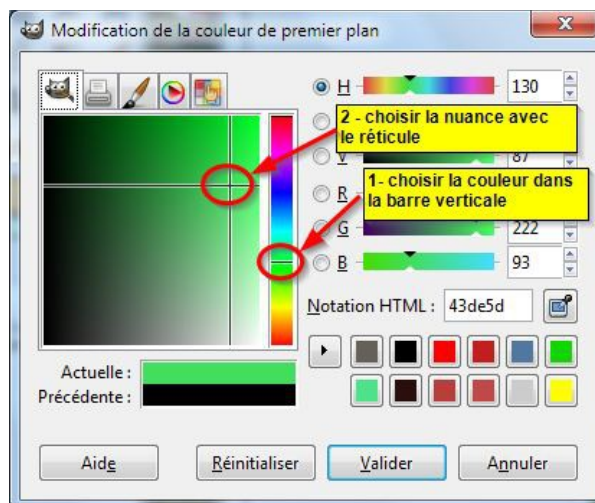 Modification de la couleur de premier plan
H 130
2 - choisir la nuance avec
le réticule
V 87
1- choisir la couleur dans
la barre verticale
R
G 222
B 93
Notation HTML : 43de5d
Actuelle :
Précédente :
Aide Réinitialiser Valider Annuler